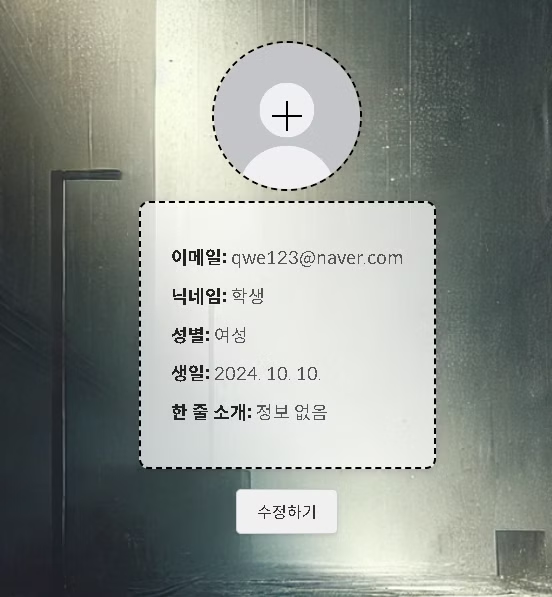 이메일: qwe123@naver.com
닉네임: 학생
성별: 여성
생일: 2024. 10. 10.
한 줄 소개: 정보 없음
수정하기